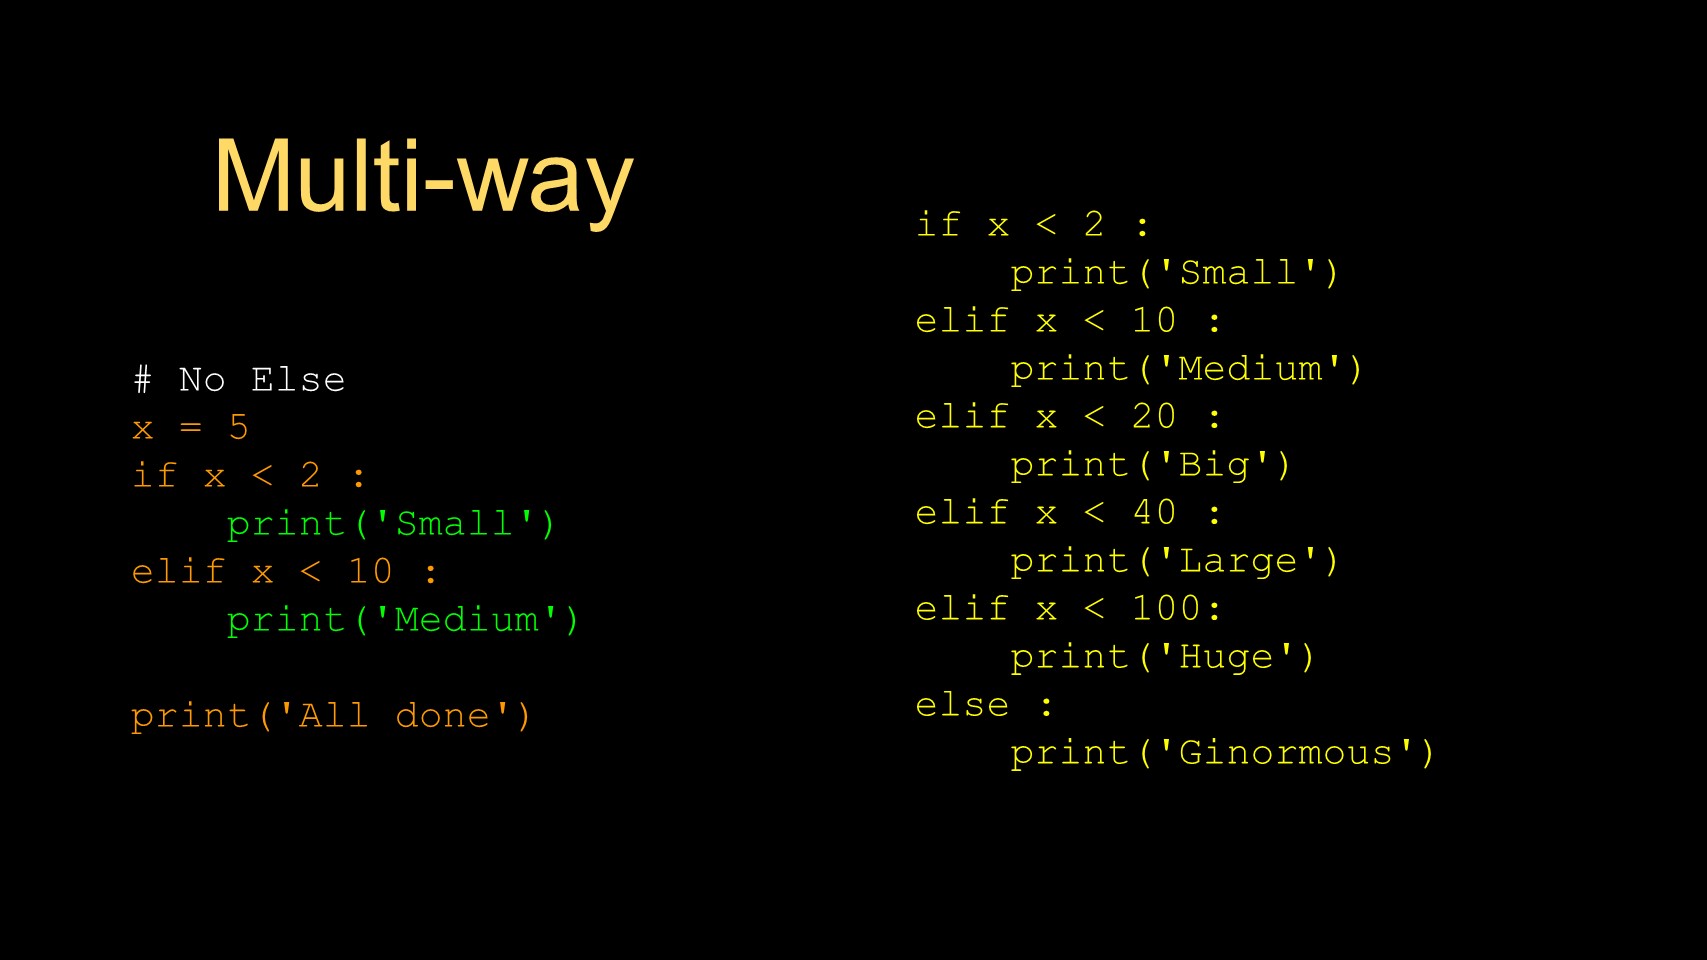 Multi-way
# No Else
x = 5
if x < 2 :
    print('Small')
elif x < 10 :
    print('Medium')

print('All done')
if x < 2 :
    print('Small')
elif x < 10 :
    print('Medium')
elif x < 20 :
    print('Big')
elif x < 40 :
    print('Large')
elif x < 100:
    print('Huge')
else :
    print('Ginormous')